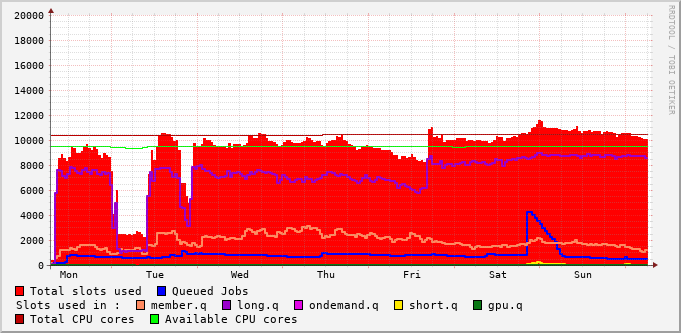 20000
18000
16000
14000
12000
10000
8000
6000
4000
2000
0
Mon Tue Wed Thu Fri Sat Sun
RRDTOOL / TOBI OETIKER
Total slots used Queued Jobs
Slots used in : member.q long.q ondemand.q short.q gpu.q
Total CPU cores Available CPU cores